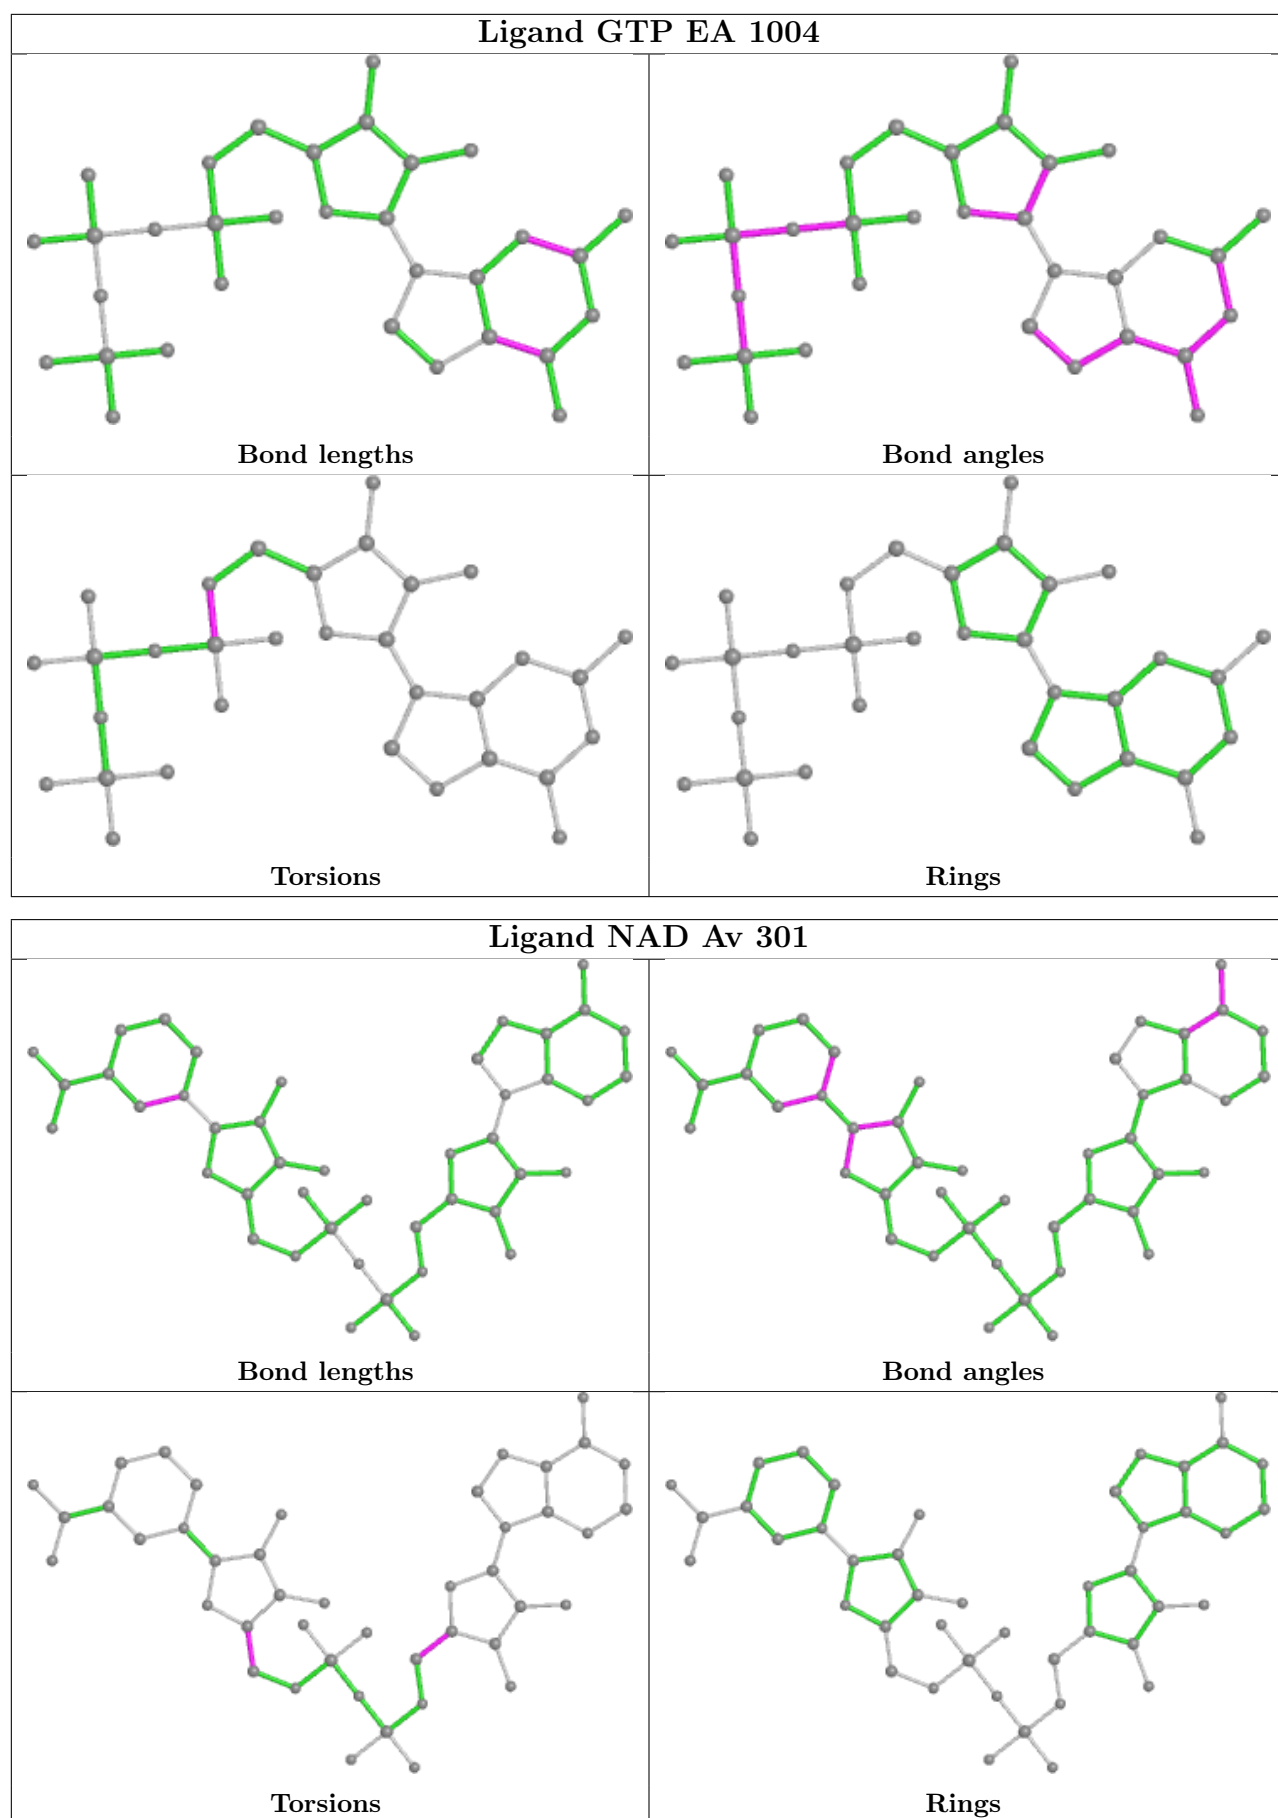 Ligand GTP EA 1004
Bond lengths
Bond angles
Torsions
Rings
Ligand NAD Av 301
Bond lengths
Bond angles
Torsions
Rings